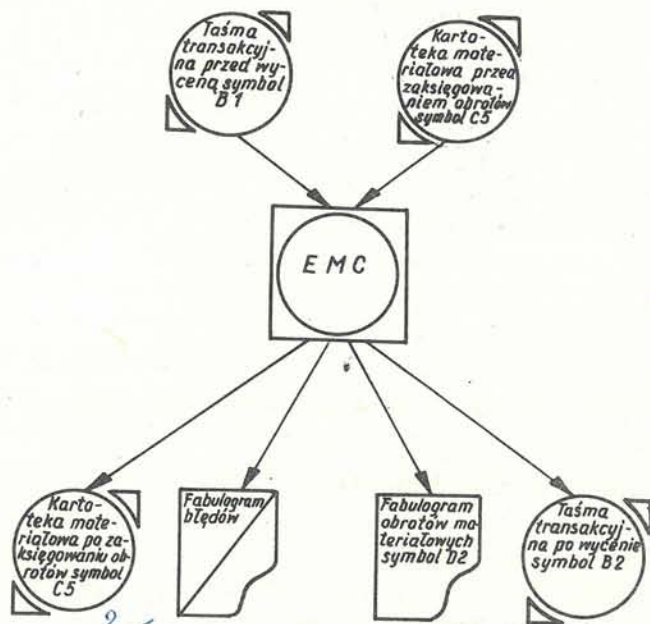 Taśma
transakcyj-
na przed wy-
ceną symbol
B1
Karto-
teka mate-
riałowa przed
zaksięgowa-
niem obrotów
symbol C5
EMC
Karto-
teka mate-
riałowa po za-
księgowaniu ob-
rotów symbol
C5
Fabulogram
błędów
Fabulogram
obrotów ma-
teriałowych
symbol D2
Taśma
transakcyj-
na po wycenie
symbol B2